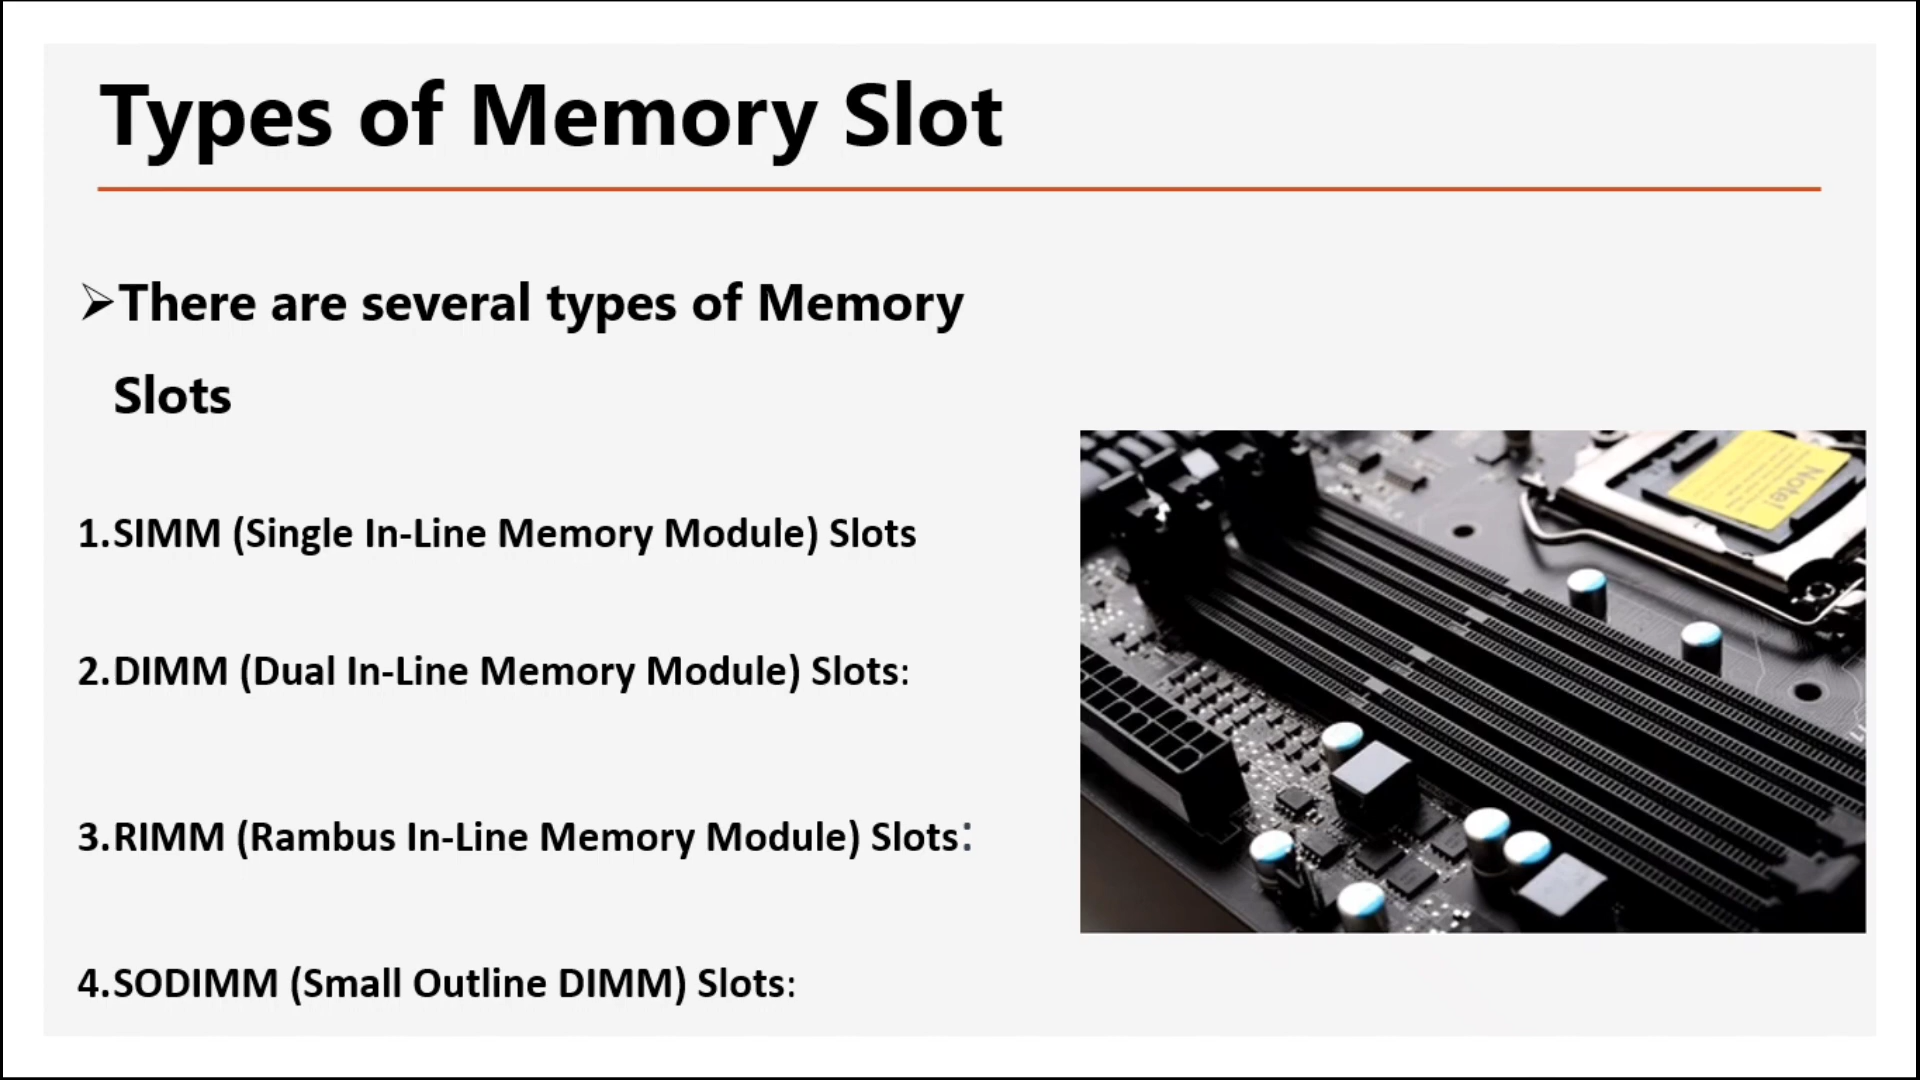 Types of Memory Slot
➢There are several types of Memory
Slots
1.SIMM (Single In-Line Memory Module) Slots
2.DIMM (Dual In-Line Memory Module) Slots:
3.RIMM (Rambus In-Line Memory Module) Slots:
4.SODIMM (Small Outline DIMM) Slots:
Note!